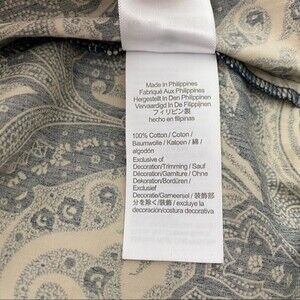 Made In Philippines
Fabriqué Aux Philippines
Hergestellt In Den Philippinen
Vervaardigd In De Filippijnen
フィリピン製
hecho en filipinas
100% Cotton / Coton /
Baumwolle / Katoen / 綿 /
algodón
Exclusive of
Decoration/Trimming / Sauf
Décoration/Garniture / Ohne
Dekoration/Bordüren /
Exclusief
Decoratie/Garneersel / 装飾部
分を除く/装飾 / excluye la
decoración/costura decorativa